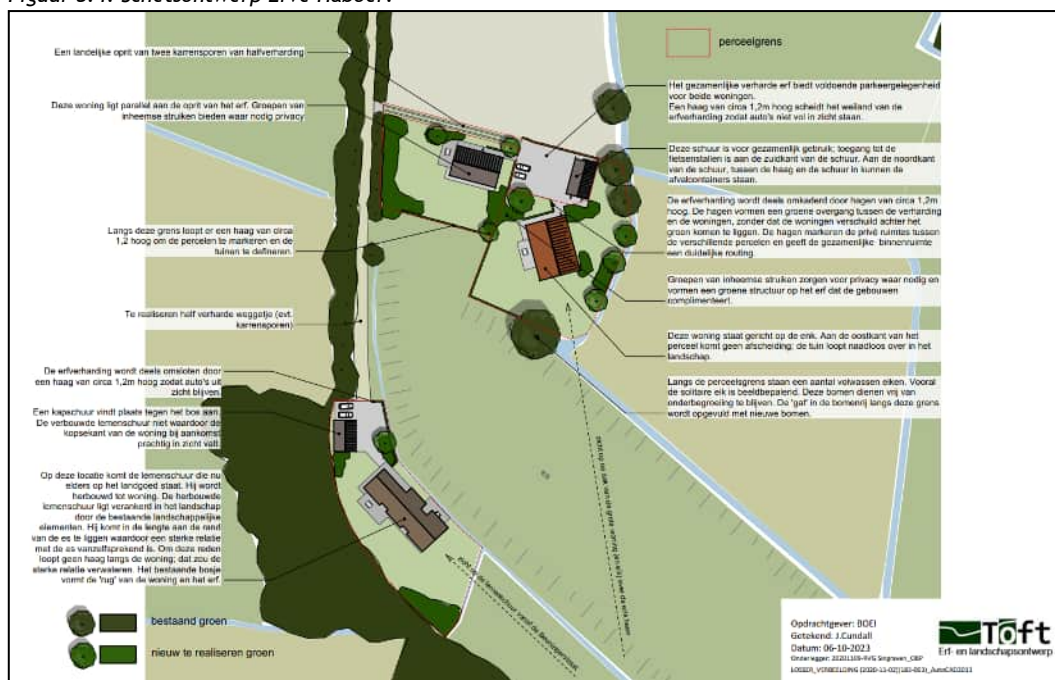 Een landelijke oprit van twee karrensporen van halfverharding
Deze woning ligt parallel aan de oprit van het erf. Groepen van
inheemse struiken bieden waar nodig privacy.
Langs deze grens loopt er een haag van circa
1,2 hoog om de percelen te markeren en de
tuinen te defineren.
Te realiseren half verharde weggetje (evt.
karrensporen)
De erfverharding wordt deels omsloten door
een haag van circa 1,2m hoog zodat auto's uit
zicht blijven.
Een kapschuur vindt plaats tegen het bos aan.
De verbouwde lemenschuur niet waardoor de
kopsekant van de woning bij aankomst
prachtig in zicht valt.
Op deze locatie komt de lemenschuur die nu
elders op het landgoed staat. Hij wordt
herbouwd tot woning. De herbouwde
lemenschuur ligt verankerd in het landschap
door de bestaande landschappelijke
elementen. Hij komt in de lengte aan de rand
van de es te liggen waardoor een sterke relatie
met de es vanzelfsprekend is. Om deze reden
loopt geen haag langs de woning; dat zou de
sterke relatie verwateren. Het bestaande bosje
vormt de 'rug' van de woning en het erf.
bestaand groen
nieuw te realiseren groen
perceelgrens
Het gezamenlijke verharde erf biedt voldoende parkeergelegenheid
voor beide woningen.
Een haag van circa 1,2m hoog scheidt het weiland van de
erfverharding zodat auto's niet vol in zicht staan.
Deze schuur is voor gezamenlijk gebruik; toegang tot de
fietsenstallen is aan de zuidkant van de schuur. Aan de noordkant
van de schuur, tussen de haag en de schuur in kunnen de
afvalcontainers staan.
De erfverharding wordt deels omkaderd door hagen van circa 1,2m
hoog. De hagen vormen een groene overgang tussen de verharding
en de woningen, zonder dat de woningen verschuild achter het
groen komen te liggen. De hagen markeren de privé ruimtes tussen
de verschillende percelen en geeft de gezamenlijke binnenruimte
een duidelijke routing.
Groepen van inheemse struiken zorgen voor privacy waar nodig en
vormen een groene structuur op het erf dat de gebouwen
complimenteert.
Deze woning staat gericht op de enk. Aan de oostkant van het
perceel komt geen afscheiding; de tuin loopt naadloos over in het
landschap.
Langs de perceelsgrens staan een aantal volwassen eiken. Vooral
de solitaire eik is beeldbepalend. Deze bomen dienen vrij van
onderbegroeiing te blijven. De 'gat' in de bomenrij langs deze grens
wordt opgevuld met nieuwe bomen.
es
Opdrachtgever: BOEI
Getekend: J.Cundall
Datum: 06-10-2023
Töft
Erf- en landschapsontwerp